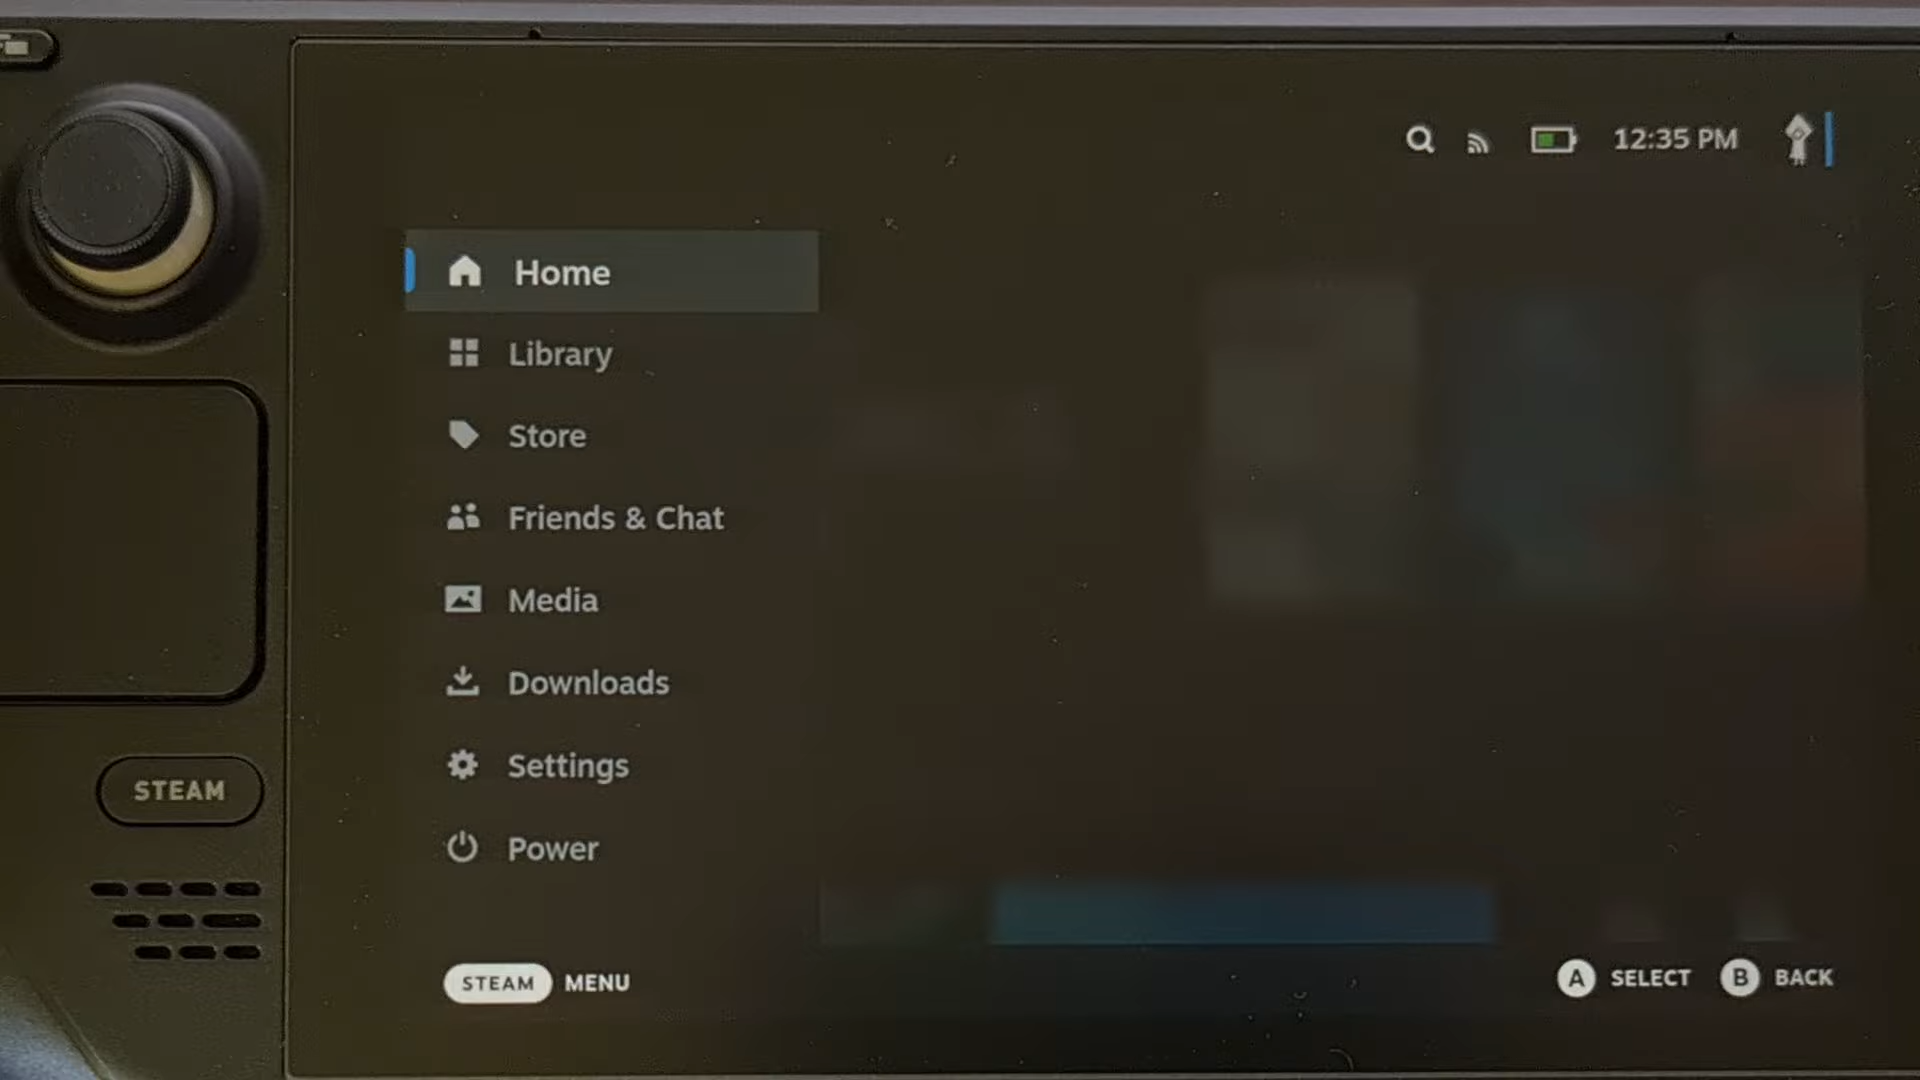 12:35 PM
Home
Library
Store
Friends & Chat
Media
Downloads
Settings
STEAM
Power
STEAM MENU
A SELECT B BACK